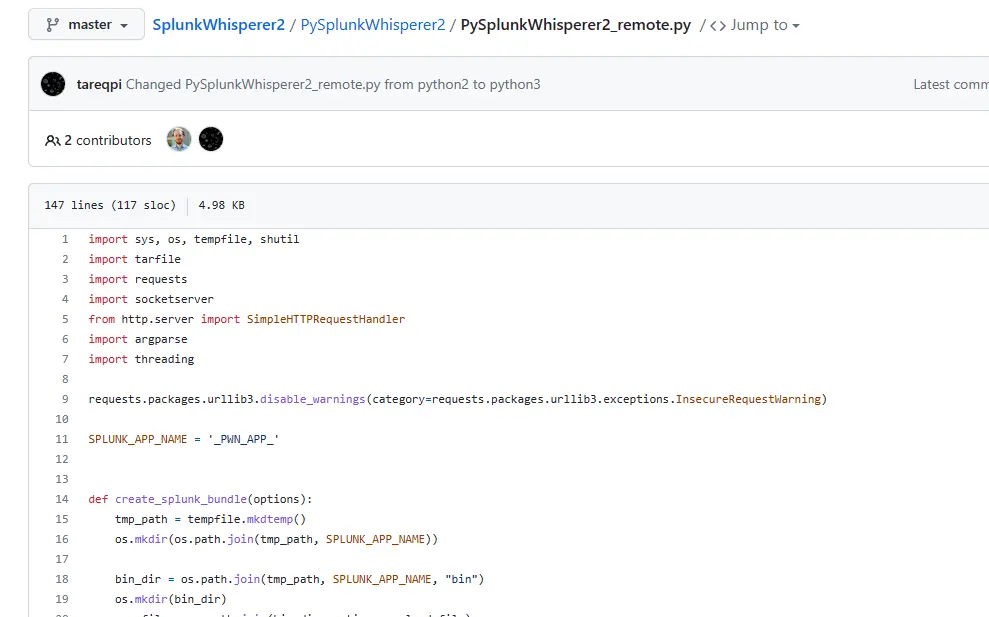 master SplunkWhisperer2 / PySplunkWhisperer2 / PySplunkWhisperer2_remote.py / <> Jump to
tareqpi Changed PySplunkWhisperer2_remote.py from python2 to python3 Latest comm
2 contributors
147 lines (117 sloc) 4.98 KB
1 import sys, os, tempfile, shutil
2 import tarfile
3 import requests
4 import socketserver
5 from http.server import SimpleHTTPRequestHandler
6 import argparse
7 import threading
8
9 requests.packages.urllib3.disable_warnings(category=requests.packages.urllib3.exceptions.InsecureRequestWarning)
10
11 SPLUNK_APP_NAME = '_PWN_APP_'
12
13
14 def create_splunk_bundle(options):
15 tmp_path = tempfile.mkdtemp()
16 os.mkdir(os.path.join(tmp_path, SPLUNK_APP_NAME))
17
18 bin_dir = os.path.join(tmp_path, SPLUNK_APP_NAME, "bin")
19 os.mkdir(bin_dir)